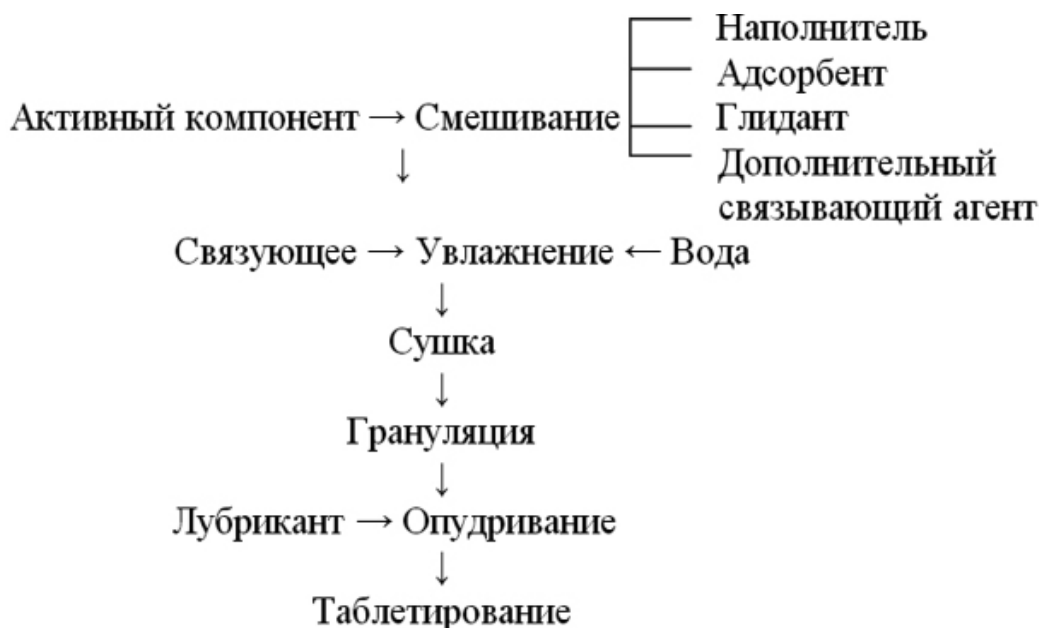 Наполнитель
Адсорбент
Активный компонент → Смешивание
Глидант
Дополнительный
связывающий агент
↓
Связующее → Увлажнение ← Вода
↓
Сушка
↓
Грануляция
↓
Лубрикант → Опудривание
↓
Таблетирование